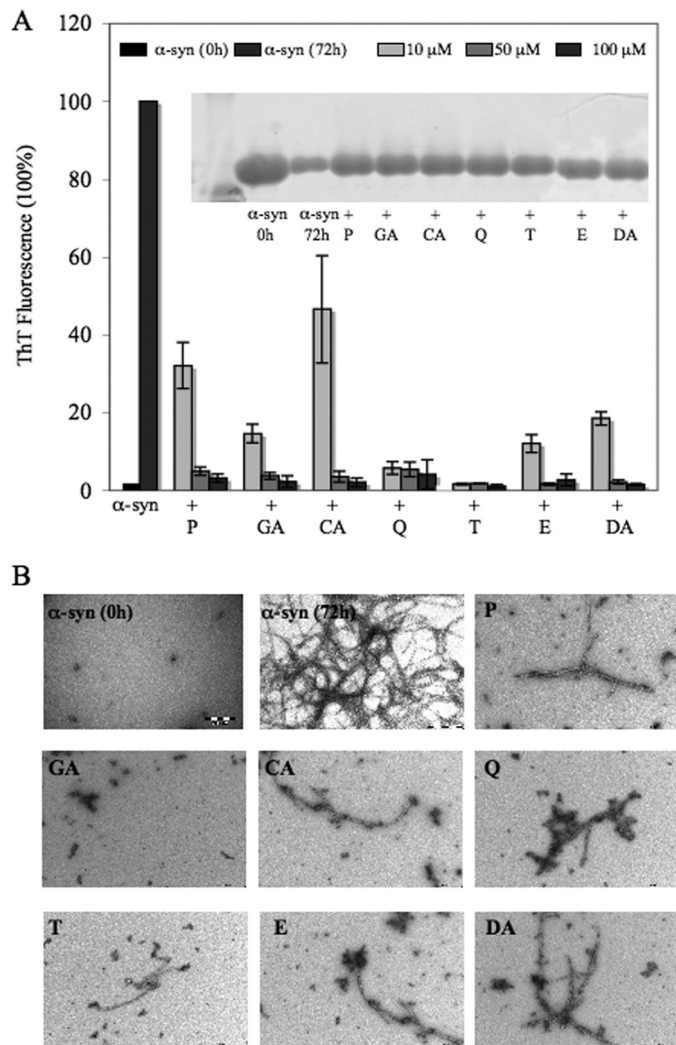 A
120
α-syn (0h) α-syn (72h) 10 μM 50 μM 100 μM
100
80
60
40
20
0
ThT Fluorescence (100%)
α-syn α-syn + + + + + + +
0h 72h P GA CA Q T E DA
α-syn + + + + + + +
P GA CA Q T E DA
B
α-syn (0h) α-syn (72h) P
GA CA Q
T E DA